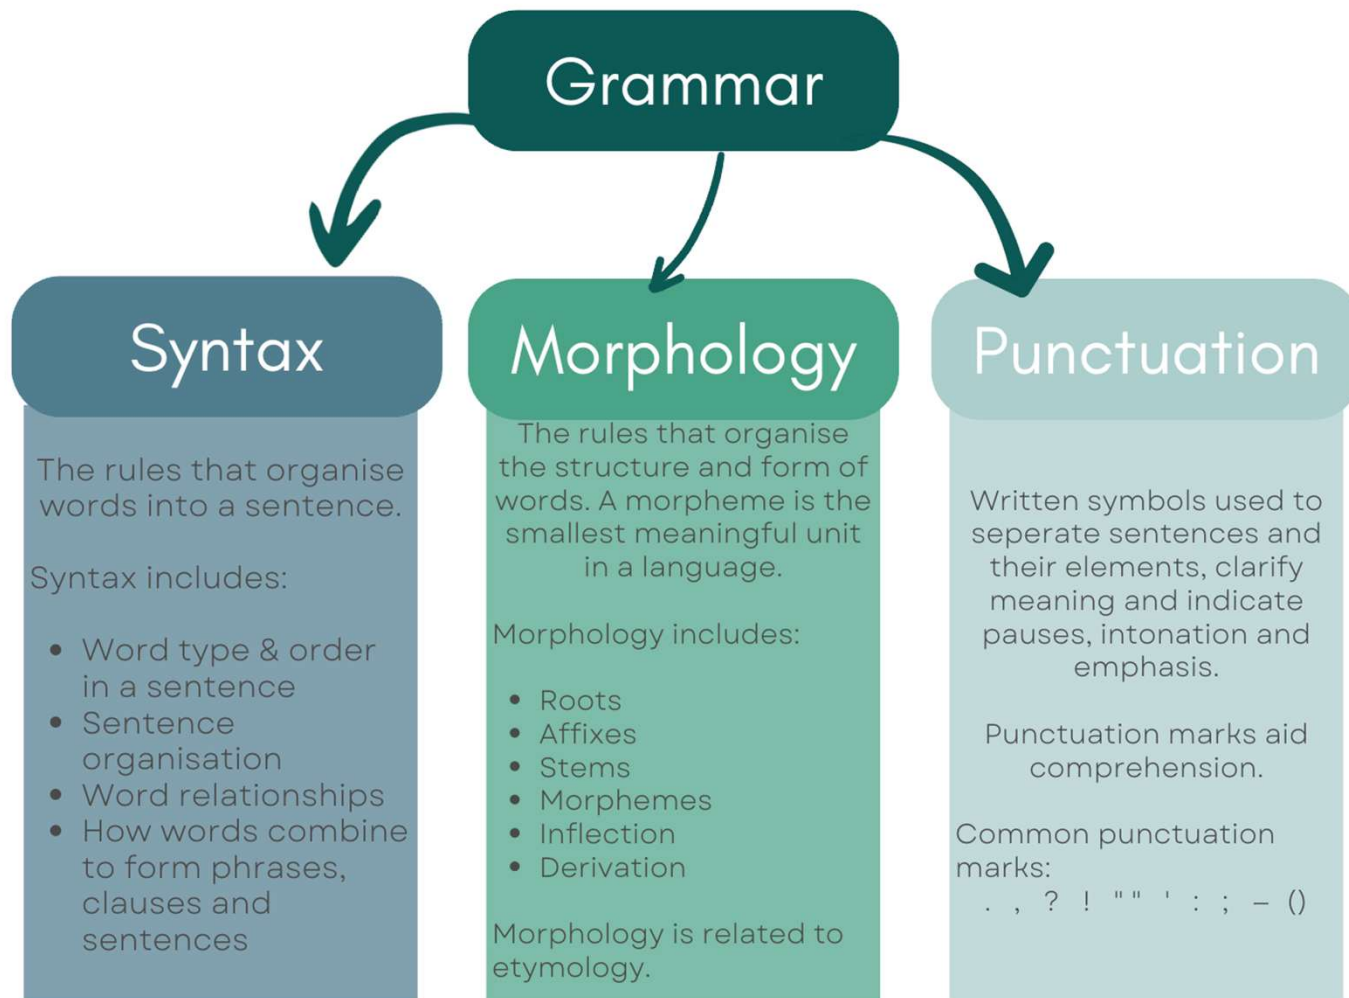 Grammar
Syntax
The rules that organise
words into a sentence.
Syntax includes:
• Word type & order
in a sentence
• Sentence
organisation
• Word relationships
• How words combine
to form phrases,
clauses and
sentences
Morphology
The rules that organise
the structure and form of
words. A morpheme is the
smallest meaningful unit
in a language.
Morphology includes:
• Roots
• Affixes
• Stems
• Morphemes
• Inflection
• Derivation
Morphology is related to
etymology.
Punctuation
Written symbols used to
seperate sentences and
their elements, clarify
meaning and indicate
pauses, intonation and
emphasis.
Punctuation marks aid
comprehension.
Common punctuation
marks:
. , ? ! "" ' : ; – ()